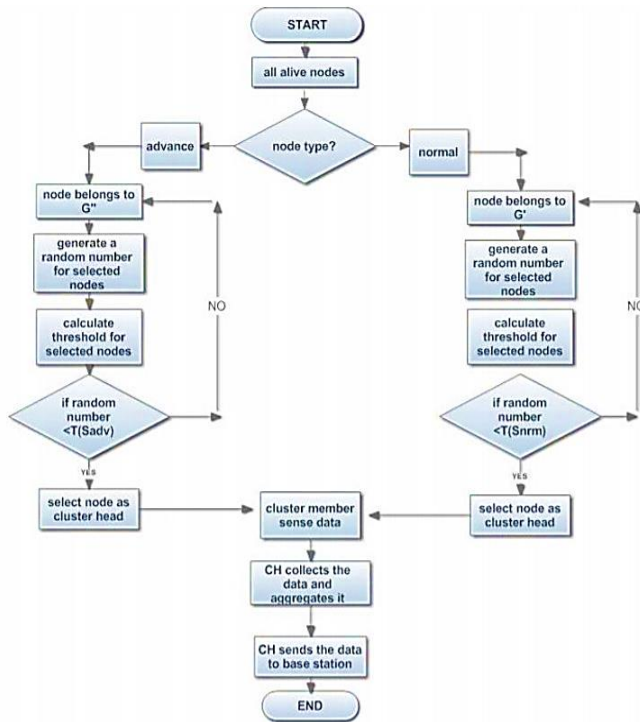 START
all alive nodes
node type?
advance
normal
node belongs to
G"
generate a
random number
for selected
nodes
calculate
threshold for
selected nodes
if random
number
<T(Sadv)
NO
YES
select node as
cluster head
node belongs to
G'
generate a
random number
for selected
nodes
calculate
threshold for
selected nodes
if random
number
<T(Snrm)
NO
YES
select node as
cluster head
cluster member
sense data
CH collects the
data and
aggregates it
CH sends the data
to base station
END